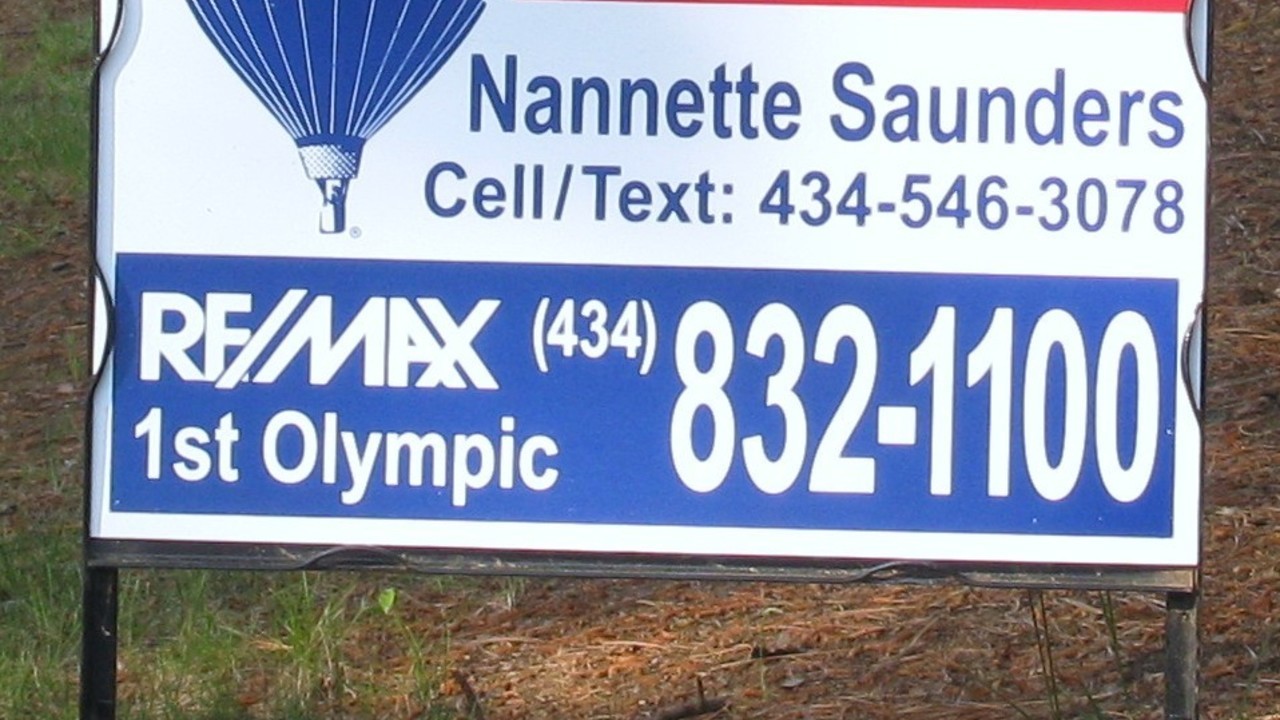 Nannette Saunders
Cell/Text: 434-546-3078
RE/MAX (434) 832-1100
1st Olympic